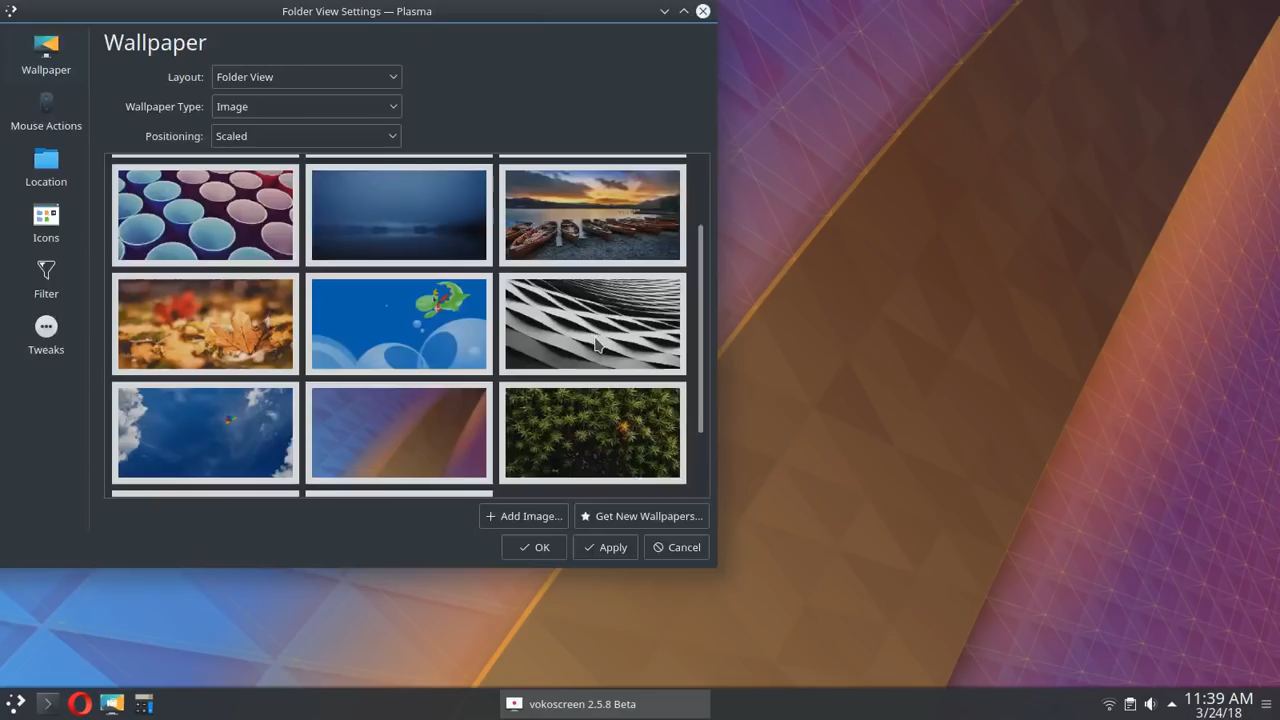 Folder View Settings — Plasma
Wallpaper
Mouse Actions
Location
Icons
Filter
Tweaks
Wallpaper
Layout: Folder View
Wallpaper Type: Image
Positioning: Scaled
Add Image...
Get New Wallpapers...
OK
Apply
Cancel
vokoscreen 2.5.8 Beta
11:39 AM
3/24/18